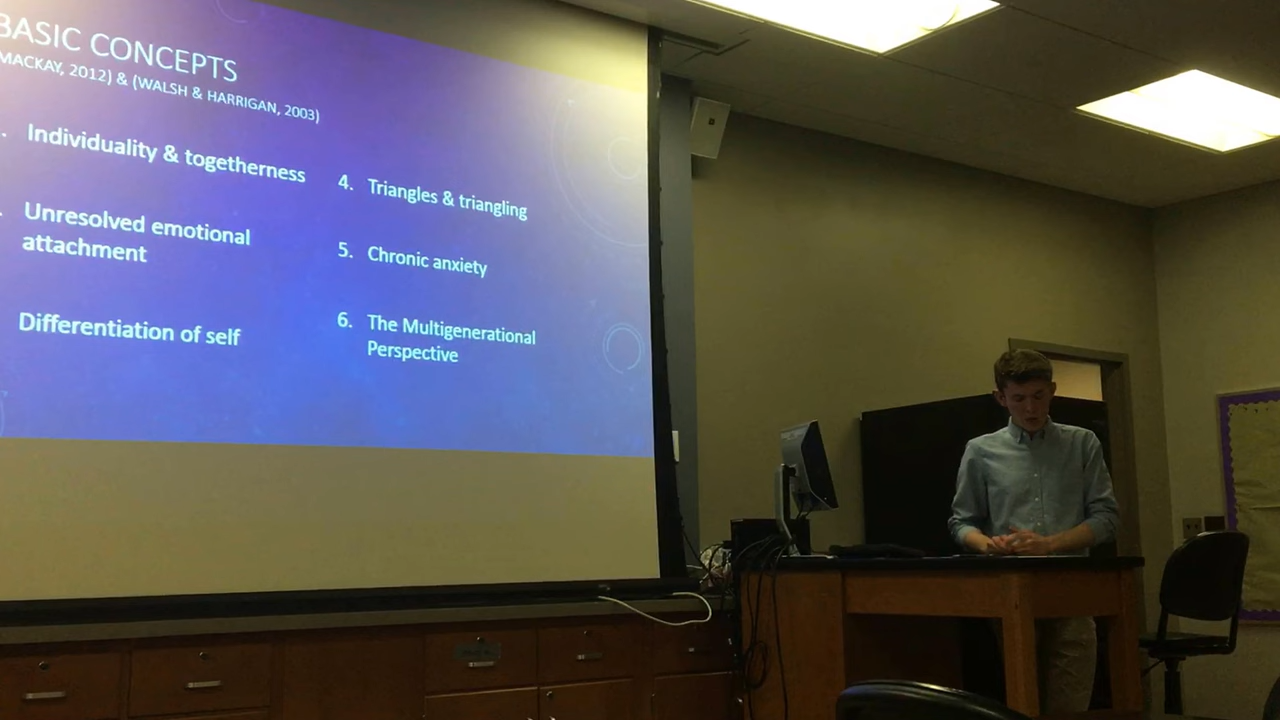 BASIC CONCEPTS
MACKAY, 2012) & (WALSH & HARRIGAN, 2003)
Individuality & togetherness
Unresolved emotional
attachment
Differentiation of self
4. Triangles & triangling
5. Chronic anxiety
6. The Multigenerational
Perspective